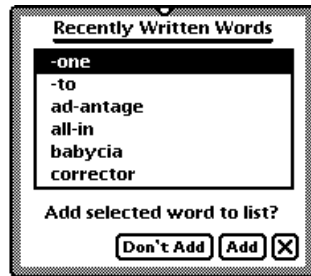 Recently Written Words
-one
-to
ad-antage
all-in
babycia
corrector
Add selected word to list?
Don't Add Add